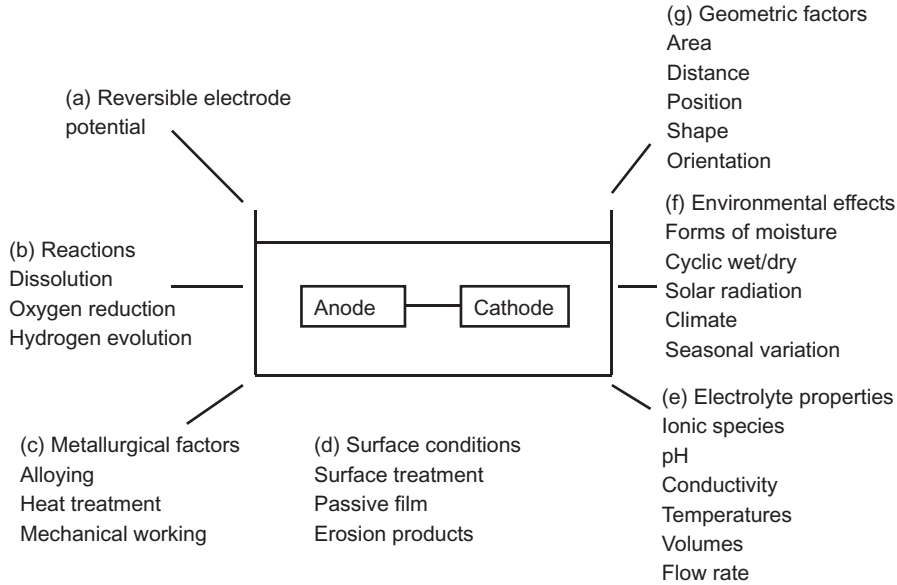 (a) Reversible electrode
potential
(b) Reactions
Dissolution
Oxygen reduction
Hydrogen evolution
(c) Metallurgical factors
Alloying
Heat treatment
Mechanical working
Anode
Cathode
(d) Surface conditions
Surface treatment
Passive film
Erosion products
(e) Electrolyte properties
Ionic species
pH
Conductivity
Temperatures
Volumes
Flow rate
(f) Environmental effects
Forms of moisture
Cyclic wet/dry
Solar radiation
Climate
Seasonal variation
(g) Geometric factors
Area
Distance
Position
Shape
Orientation